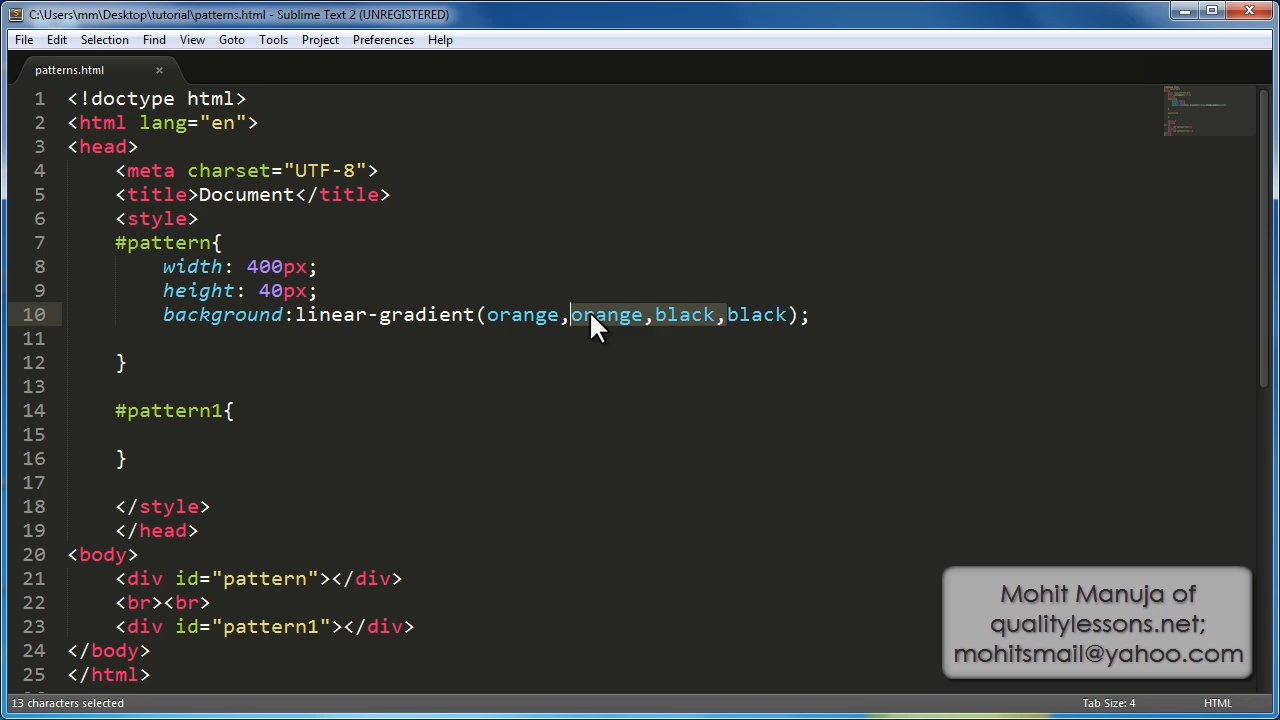 C:\Users\mm\Desktop\tutorial\patterns.html - Sublime Text 2 (UNREGISTERED)
File Edit Selection Find View Goto Tools Project Preferences Help
patterns.html ×
1 <!doctype html>
2 <html lang="en">
3 <head>
4 <meta charset="UTF-8">
5 <title>Document</title>
6 <style>
7 #pattern{
8 width: 400px;
9 height: 40px;
10 background:linear-gradient(orange,orange,black,black);
11
12 }
13
14 #pattern1{
15
16 }
17
18 </style>
19 </head>
20 <body>
21 <div id="pattern"></div>
22 <br><br>
23 <div id="pattern1"></div>
24 </body>
25 </html>
Mohit Manuja of
qualitylessons.net;
mohitsmail@yahoo.com
13 characters selected Tab Size: 4 HTML